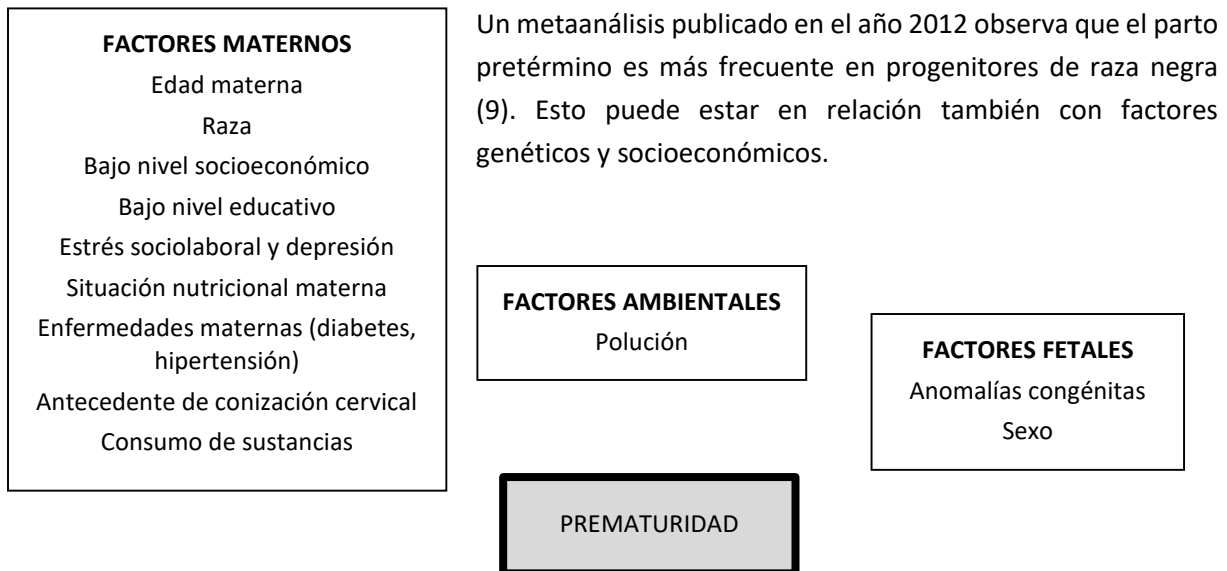 FACTORES MATERNOS
Edad materna
Raza
Bajo nivel socioeconómico
Bajo nivel educativo
Estrés sociolaboral y depresión
Situación nutricional materna
Enfermedades maternas (diabetes,
hipertensión)
Antecedente de conización cervical
Consumo de sustancias
Un metaanálisis publicado en el año 2012 observa que el parto
pretérmino es más frecuente en progenitores de raza negra
(9). Esto puede estar en relación también con factores
genéticos y socioeconómicos.
FACTORES AMBIENTALES
Polución
FACTORES FETALES
Anomalías congénitas
Sexo
PREMATURIDAD